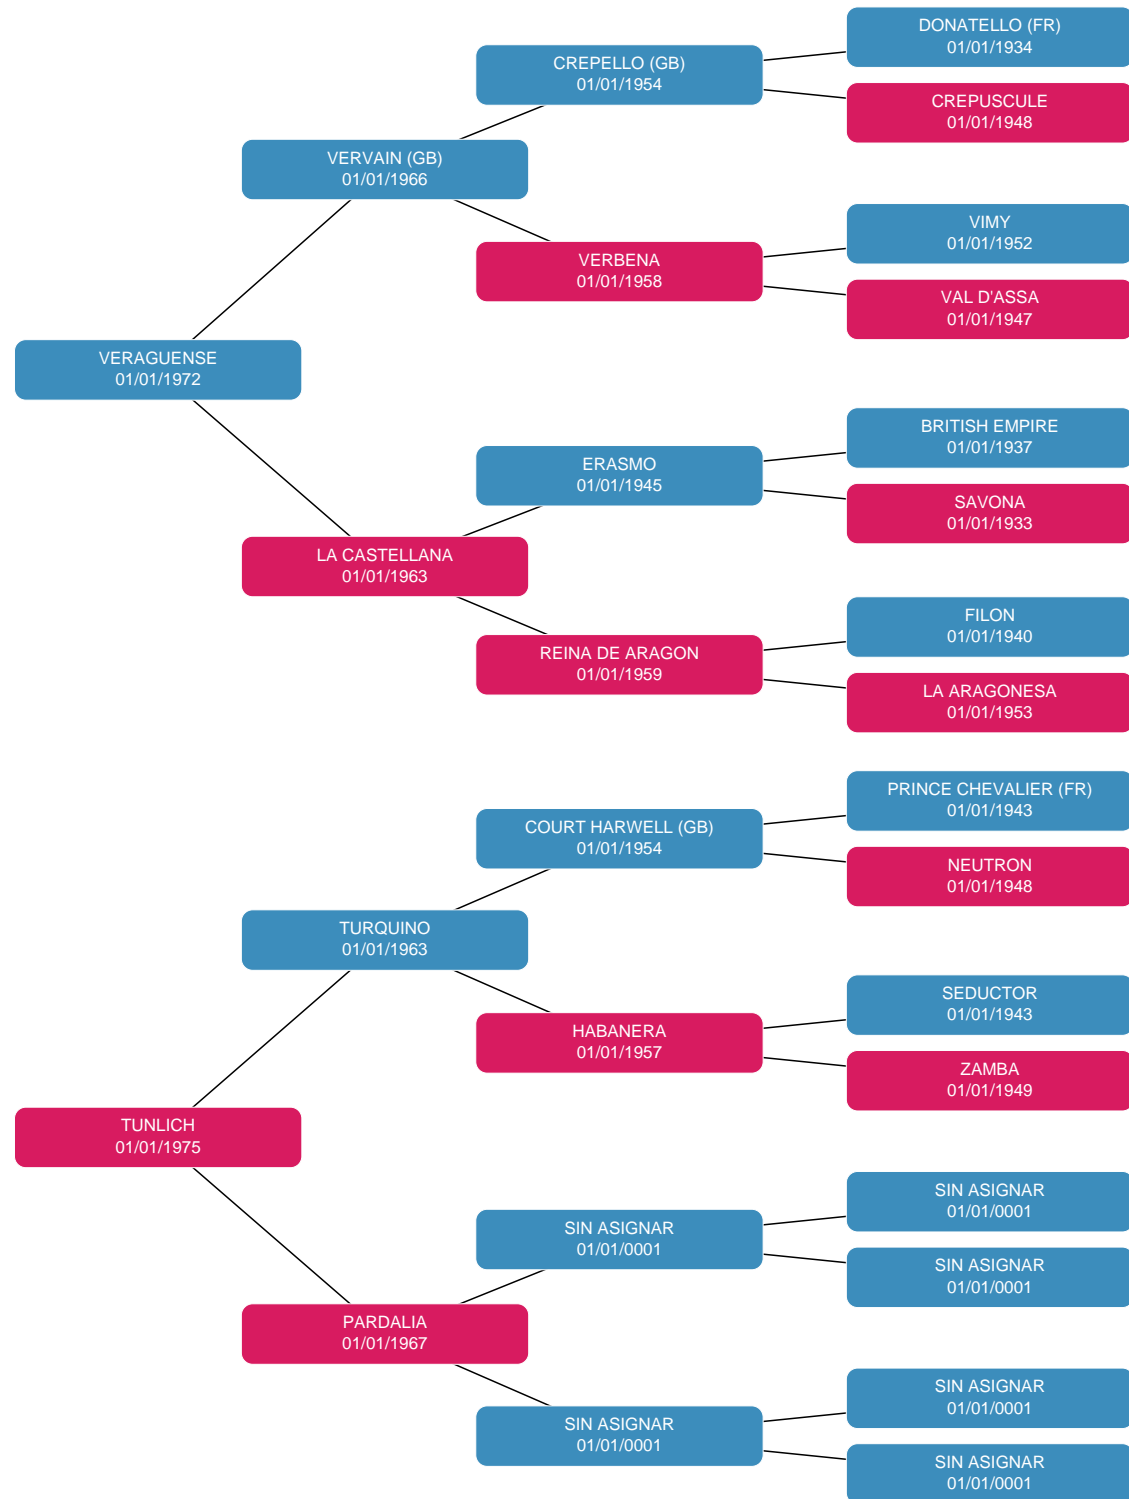 DONATELLO (FR)
01/01/1934
CREPELLO (GB)
01/01/1954
CREPUSCULE
01/01/1948
VERVAIN (GB)
01/01/1966
VIMY
01/01/1952
VERBENA
01/01/1958
VAL D'ASSA
01/01/1947
VERAGUENSE
01/01/1972
BRITISH EMPIRE
01/01/1937
ERASMO
01/01/1945
SAVONA
01/01/1933
LA CASTELLANA
01/01/1963
FILON
01/01/1940
REINA DE ARAGON
01/01/1959
LA ARAGONESA
01/01/1953
PRINCE CHEVALIER (FR)
01/01/1943
COURT HARWELL (GB)
01/01/1954
NEUTRON
01/01/1948
TURQUINO
01/01/1963
SEDUCTOR
01/01/1943
HABANERA
01/01/1957
ZAMBA
01/01/1949
TUNLICH
01/01/1975
SIN ASIGNAR
01/01/0001
SIN ASIGNAR
01/01/0001
SIN ASIGNAR
01/01/0001
PARDALIA
01/01/1967
SIN ASIGNAR
01/01/0001
SIN ASIGNAR
01/01/0001
SIN ASIGNAR
01/01/0001